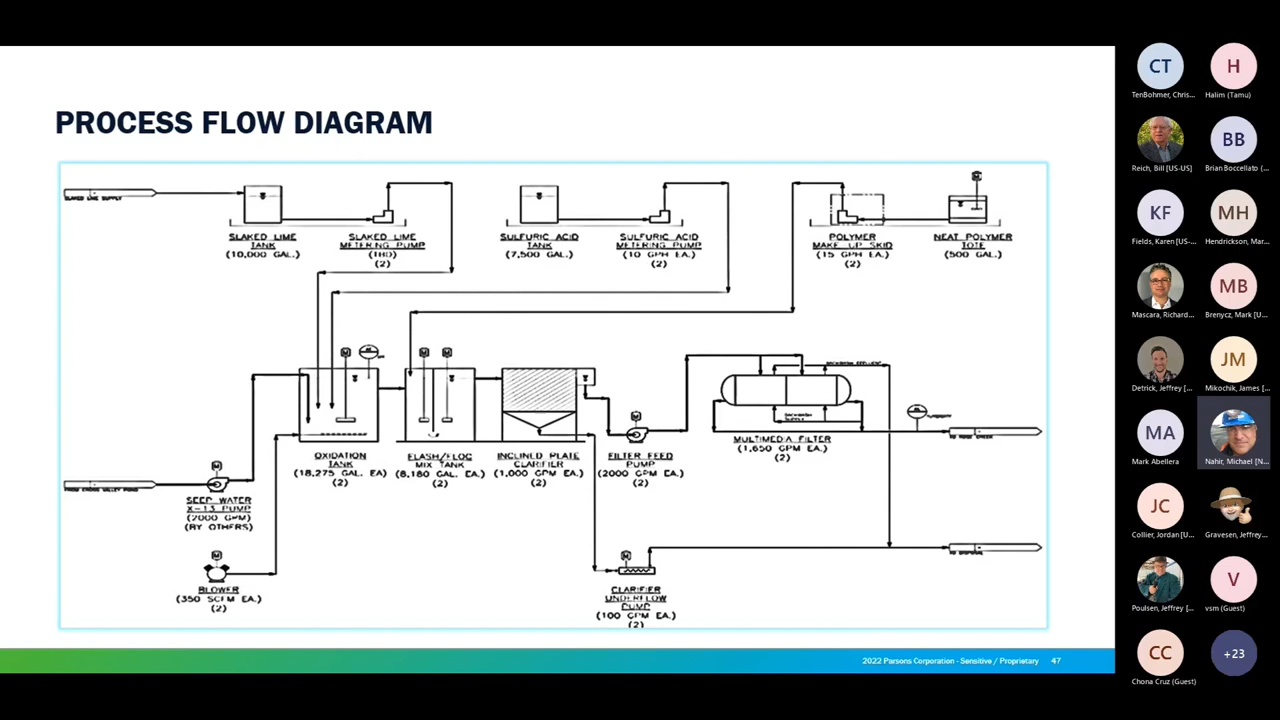 PROCESS FLOW DIAGRAM
SLAKED LIME SUPPLY
SLAKED LIME
TANK
(10,000 GAL.)
SLAKED LIME
METERING PUMP
(TBD)
(2)
SULFURIC ACID
TANK
(7,500 GAL.)
SULFURIC ACID
METERING PUMP
(10 GPH EA.)
(2)
POLYMER
MAKE UP SKID
(15 GPH EA.)
(2)
NEAT POLYMER
TOTE
(500 GAL.)
M
M
M
M
OXIDATION
TANK
(18,275 GAL. EA)
(2)
FLASH/FLOC
MIX TANK
(8,180 GAL. EA.)
(2)
INCLINED PLATE
CLARIFIER
(1,000 GPM EA.)
(2)
M
FILTER FEED
PUMP
(2000 GPM EA.)
(2)
BACKWASH EFFLUENT
BACKWASH
SUPPLY
MULTIMEDIA FILTER
(1,650 GPM EA.)
(2)
TURBIDITY
M
SEEP WATER
X-13 PUMP
(2000 GPM)
(BY OTHERS)
M
BLOWER
(350 SCFM EA.)
(2)
M
CLARIFIER
UNDERFLOW
PUMP
(100 GPM EA.)
(2)
TO DISPOSAL
2022 Parsons Corporation - Sensitive / Proprietary 47
CT
TenBohmer, Chris...
H
Halim (Tamu)
Reich, Bill [US-US]
BB
Brian Boccellato (...
KF
Fields, Karen [US-...
MH
Hendrickson, Mar...
Mascara, Richard...
MB
Brenycz, Mark [U...
Detrick, Jeffrey [...
JM
Mikochik, James [...
MA
Mark Abellera
Nahir, Michael [N...
JC
Collier, Jordan [U...
Gravesen, Jeffrey...
Poulsen, Jeffrey [...
V
vsm (Guest)
CC
Chona Cruz (Guest)
+23